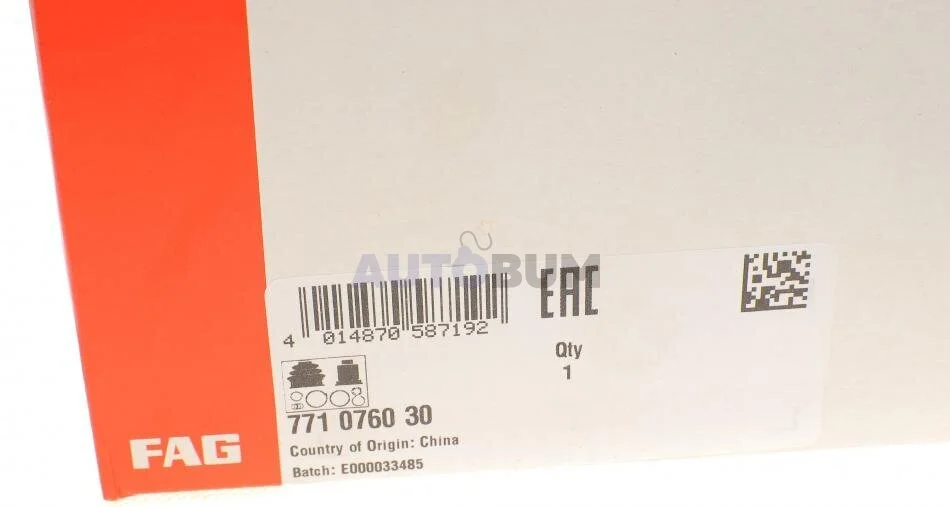 AUTOBUM
EAC
4 014870 587192
Qty
1
771 0760 30
Country of Origin: China
Batch: E000033485
FAG